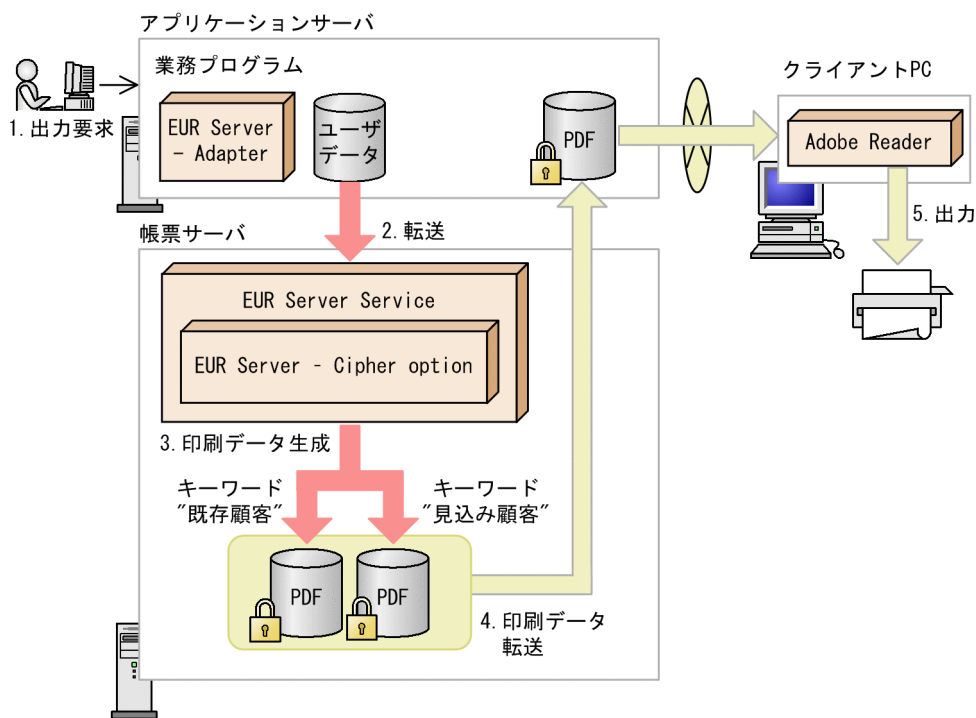 アプリケーションサーバ
業務プログラム
クライアントPC
1.出力要求
EUR Server
- Adapter
ユーザ
データ
PDF
Adobe Reader
2.転送
5.出力
帳票サーバ
EUR Server Service
EUR Server - Cipher option
3.印刷データ生成
キーワード
"既存顧客"
キーワード
"見込み顧客"
PDF
PDF
4.印刷データ
転送